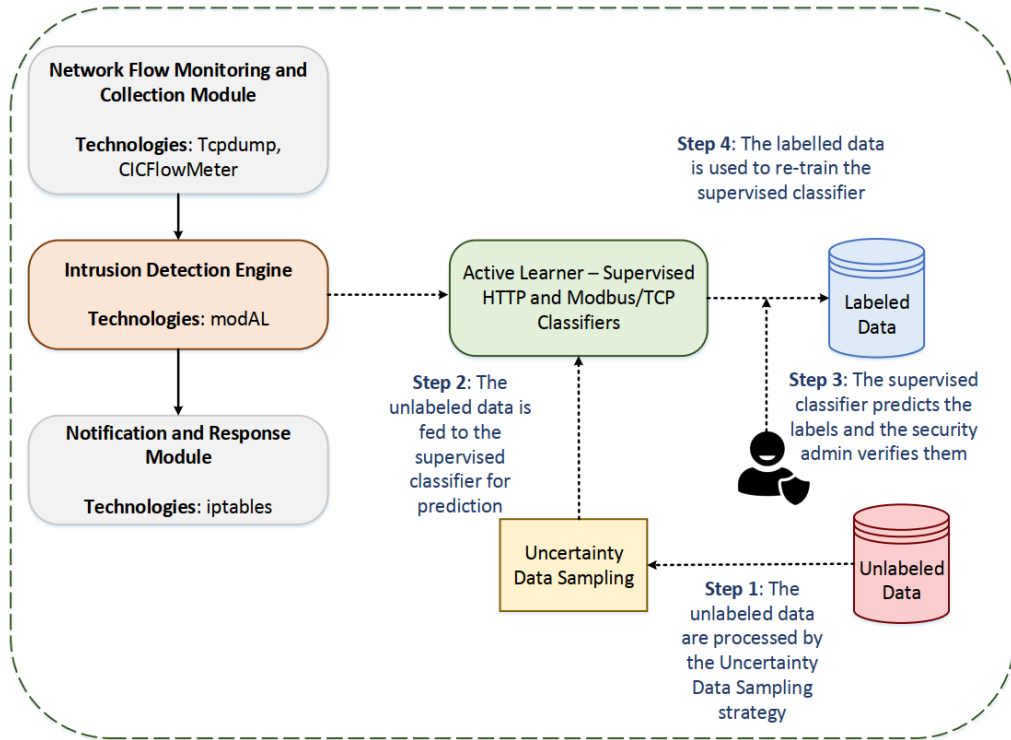 Network Flow Monitoring and
Collection Module
Technologies: Tcpdump,
CICFlowMeter
Intrusion Detection Engine
Technologies: modAL
Notification and Response
Module
Technologies: iptables
Active Learner – Supervised
HTTP and Modbus/TCP
Classifiers
Step 4: The labelled data
is used to re-train the
supervised classifier
Labeled
Data
Step 3: The supervised
classifier predicts the
labels and the security
admin verifies them
Step 2: The
unlabeled data is
fed to the
supervised
classifier for
prediction
Uncertainty
Data Sampling
Unlabeled
Data
Step 1: The
unlabeled data
are processed by
the Uncertainty
Data Sampling
strategy